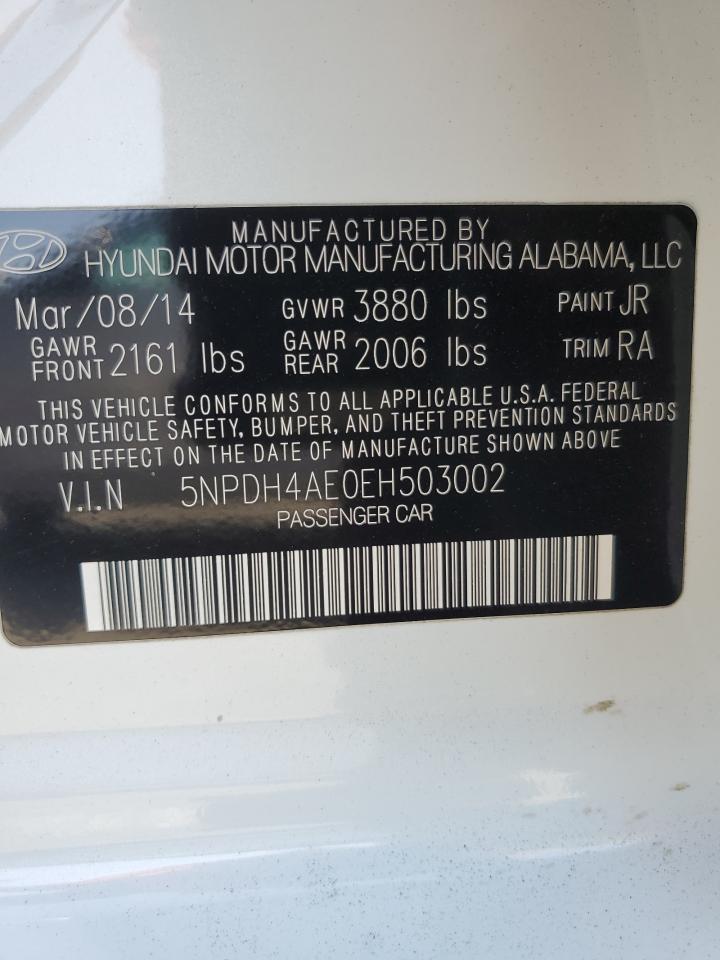 MANUFACTURED BY
HYUNDAI MOTOR MANUFACTURING ALABAMA, LLC
Mar/08/14 GVWR 3880 lbs PAINT JR
GAWR FRONT 2161 lbs GAWR REAR 2006 lbs TRIM RA
THIS VEHICLE CONFORMS TO ALL APPLICABLE U.S.A. FEDERAL
MOTOR VEHICLE SAFETY, BUMPER, AND THEFT PREVENTION STANDARDS
IN EFFECT ON THE DATE OF MANUFACTURE SHOWN ABOVE
V.I.N 5NPDH4AE0EH503002
PASSENGER CAR